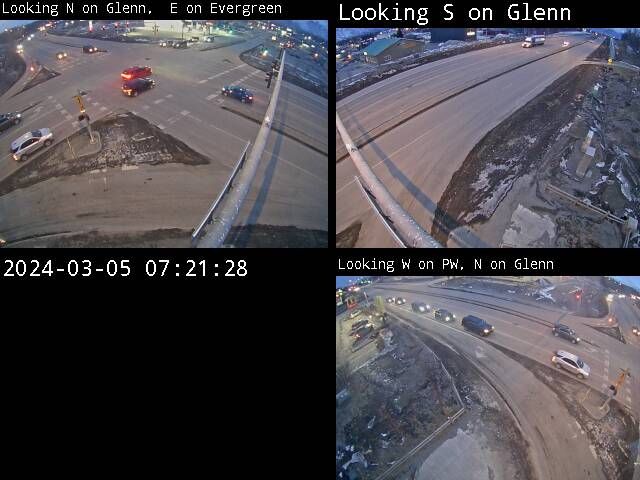 Looking N on Glenn,  E on Evergreen
Looking S on Glenn
2024-03-05 07:21:28
Looking W on PW, N on Glenn